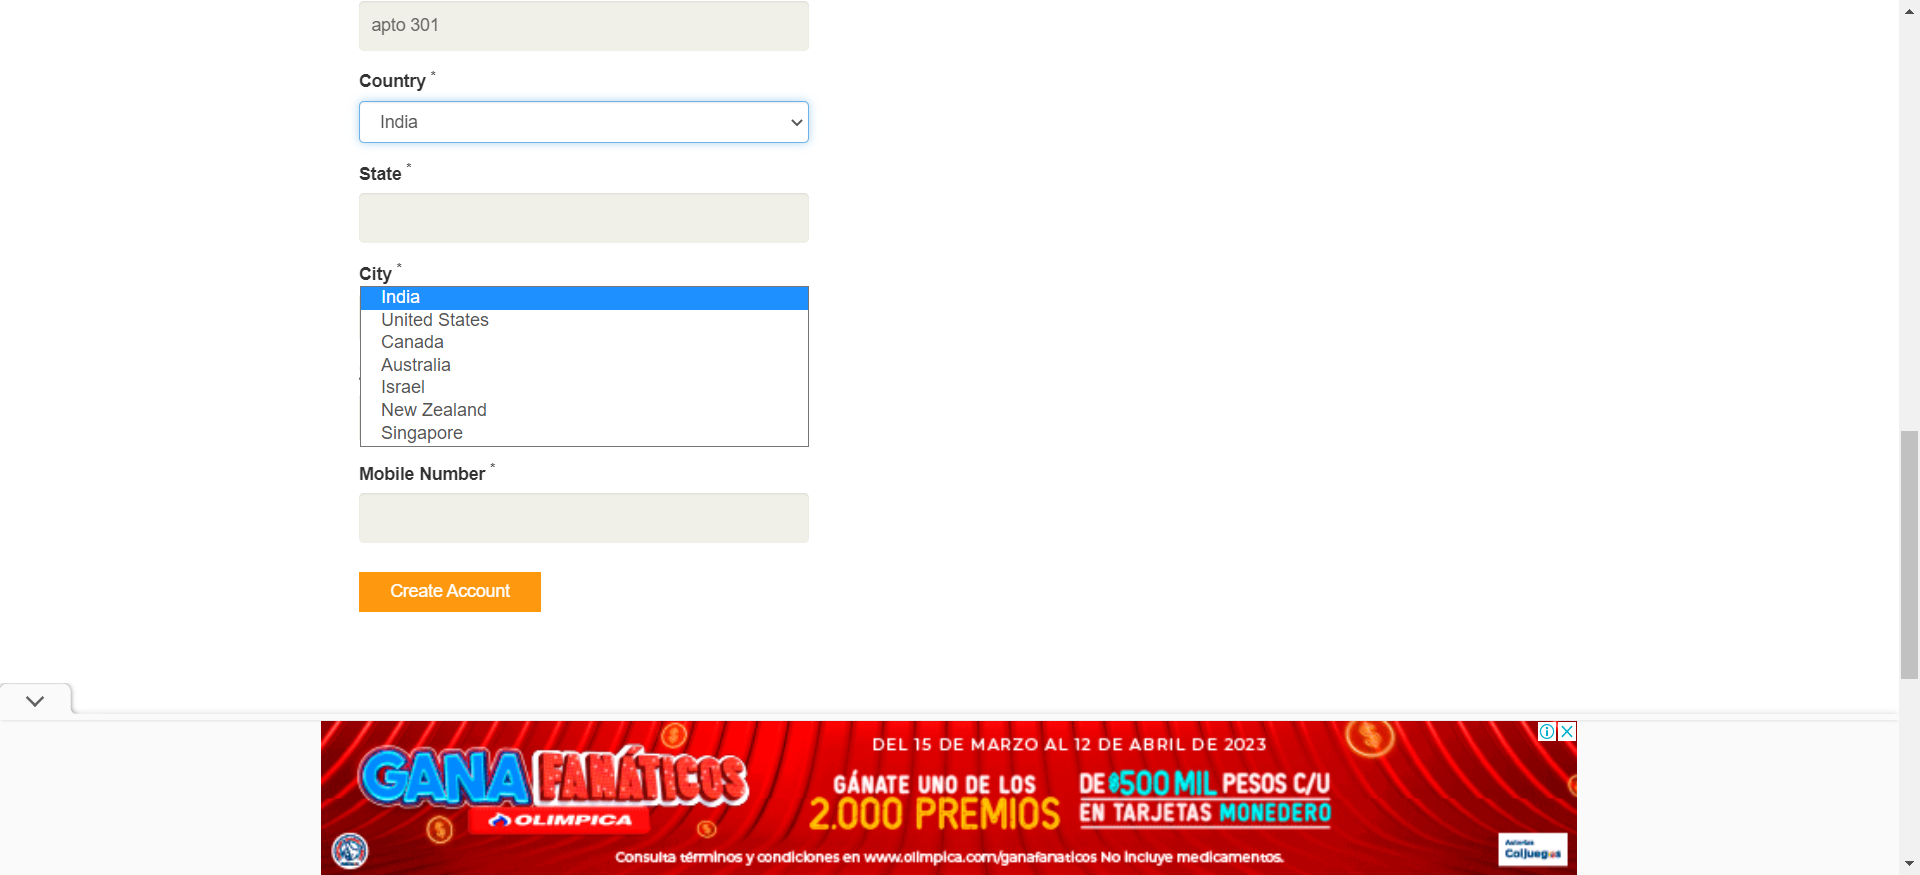 apto 301
Country *
India
State *
City *
India
United States
Canada
Australia
Israel
New Zealand
Singapore
Mobile Number *
Create Account
GANA FANÁTICOS
OLIMPICA
DEL 15 DE MARZO AL 12 DE ABRIL DE 2023
GÁNATE UNO DE LOS
2.000 PREMIOS
DE $500 MIL PESOS C/U
EN TARJETAS MONEDERO
Consulta términos y condiciones en www.olimpica.com/ganafanaticos No incluye medicamentos.
Autoriza
Coljuegos